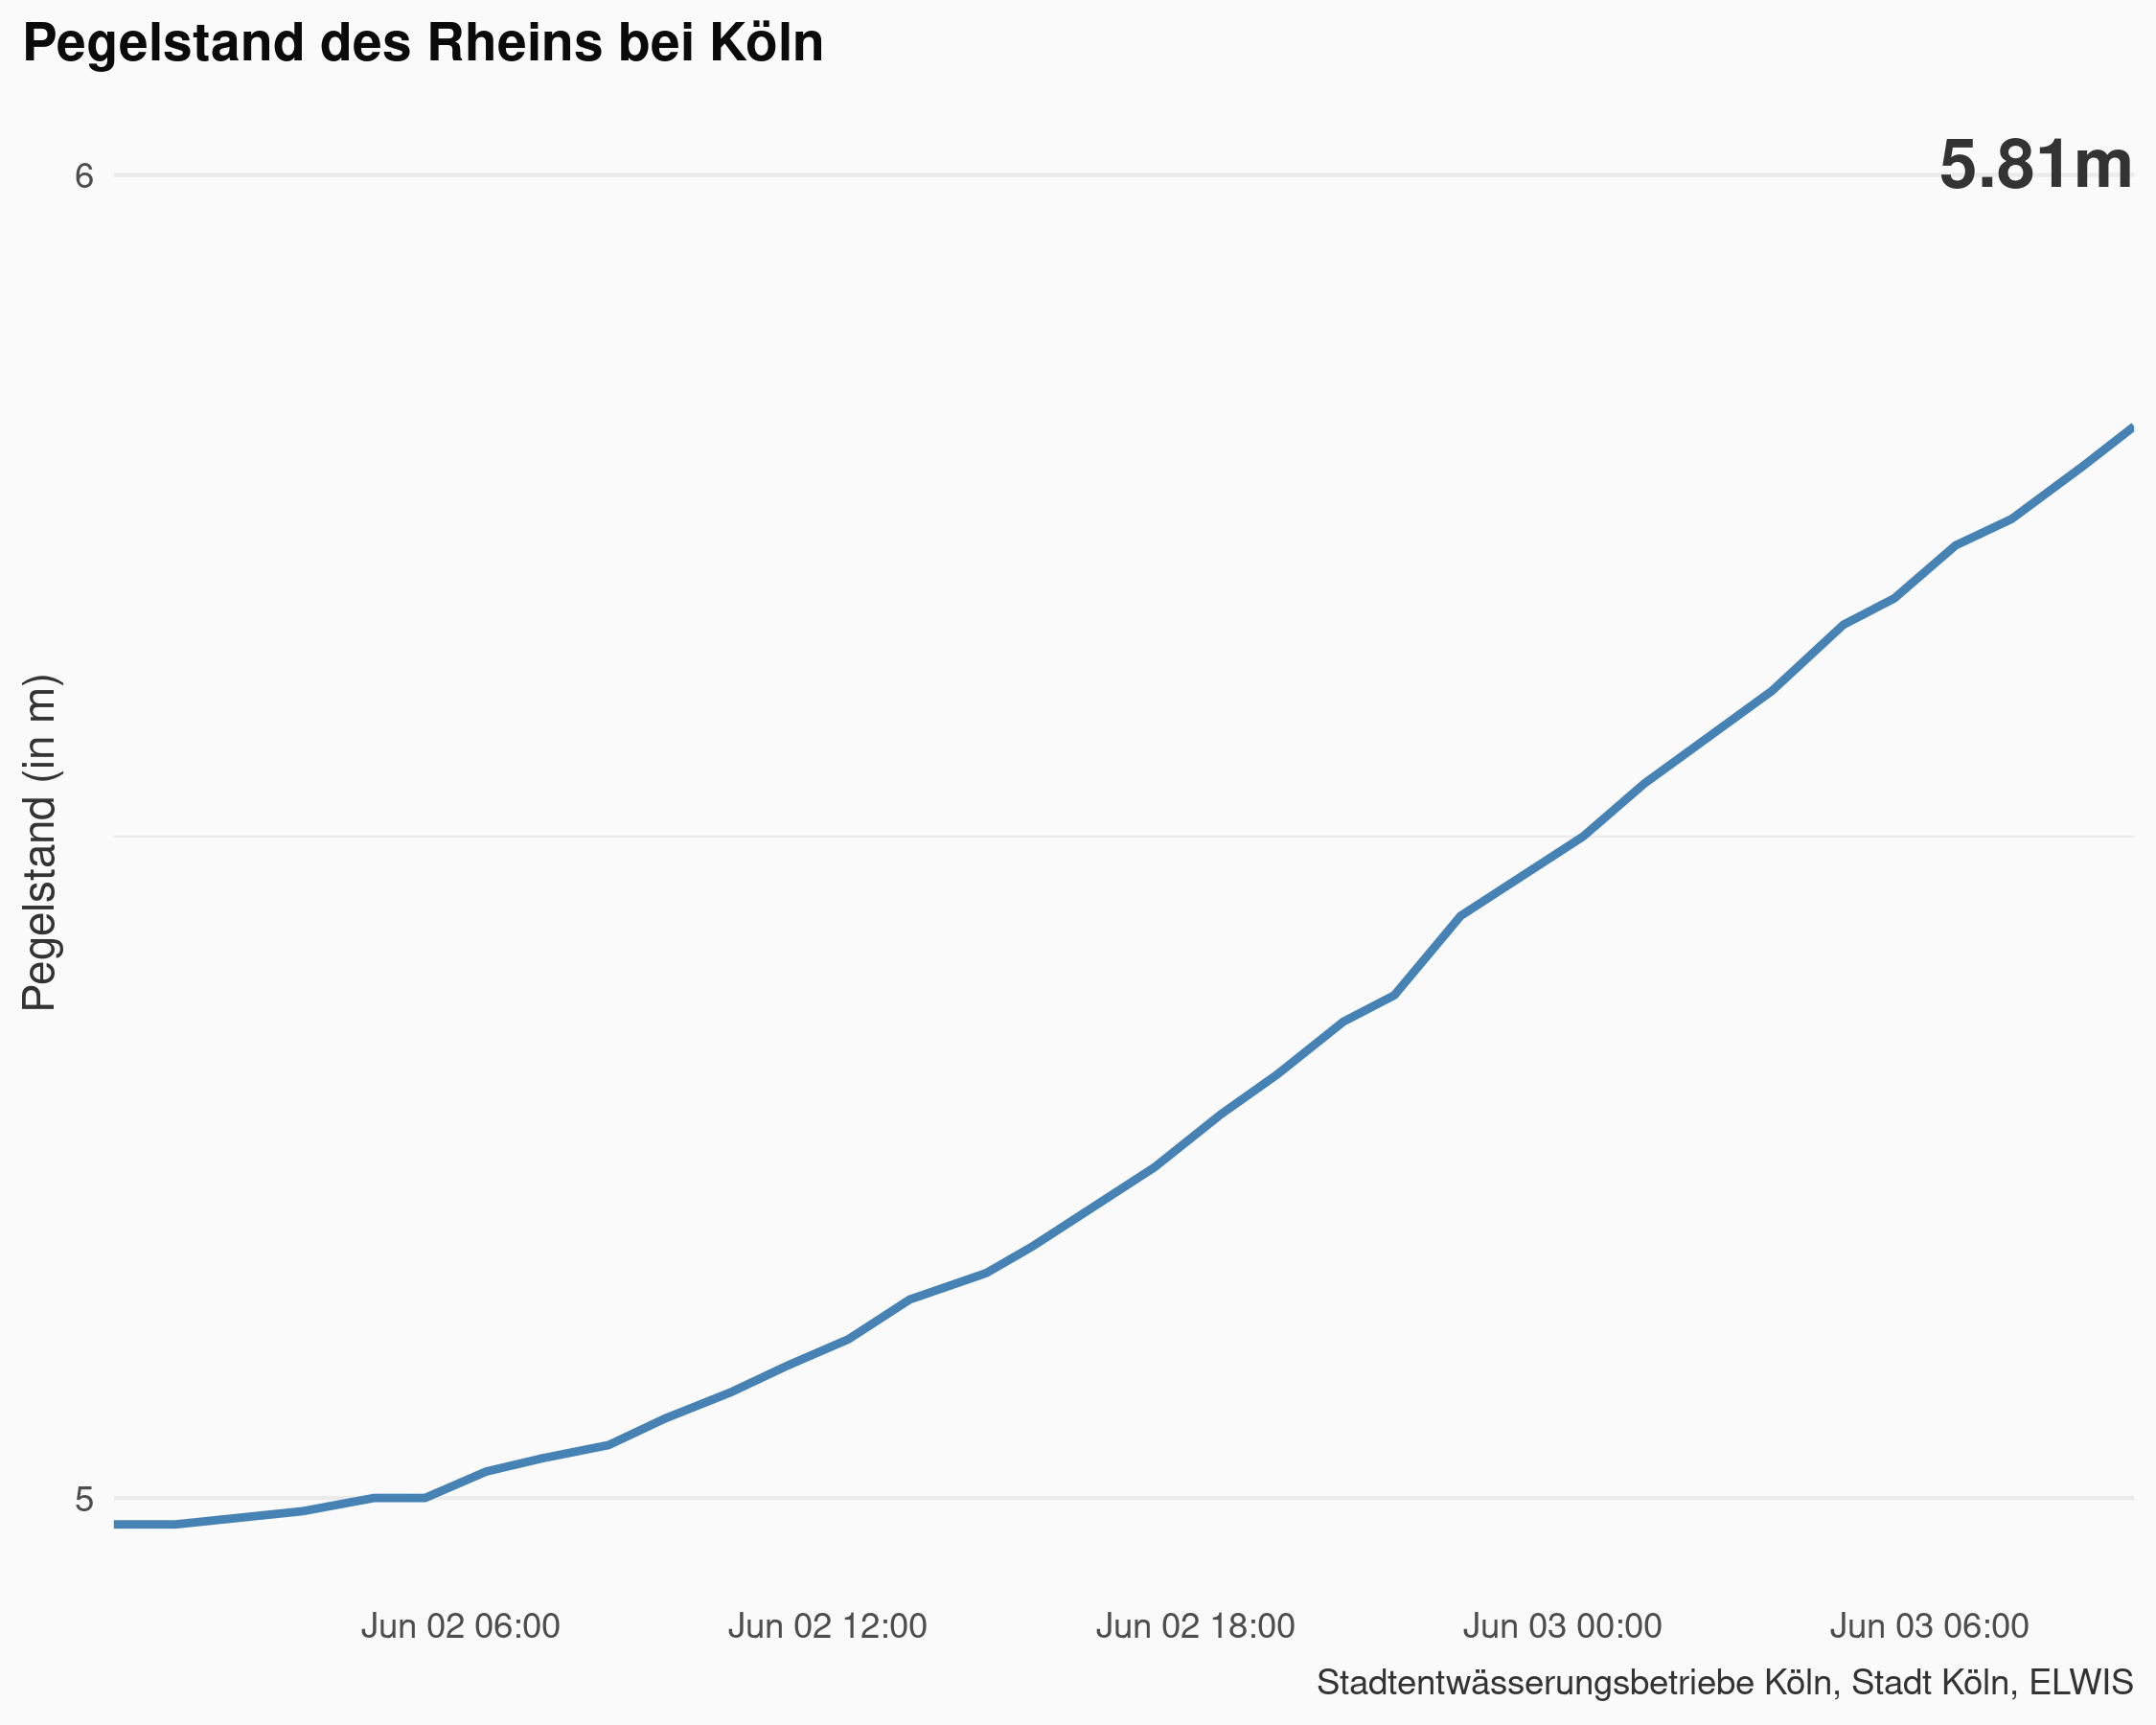 Pegelstand des Rheins bei Köln
5.81m
6
Pegelstand (in m)
5
Jun 02 06:00 Jun 02 12:00 Jun 02 18:00 Jun 03 00:00 Jun 03 06:00
Stadtentwässerungsbetriebe Köln, Stadt Köln, ELWIS